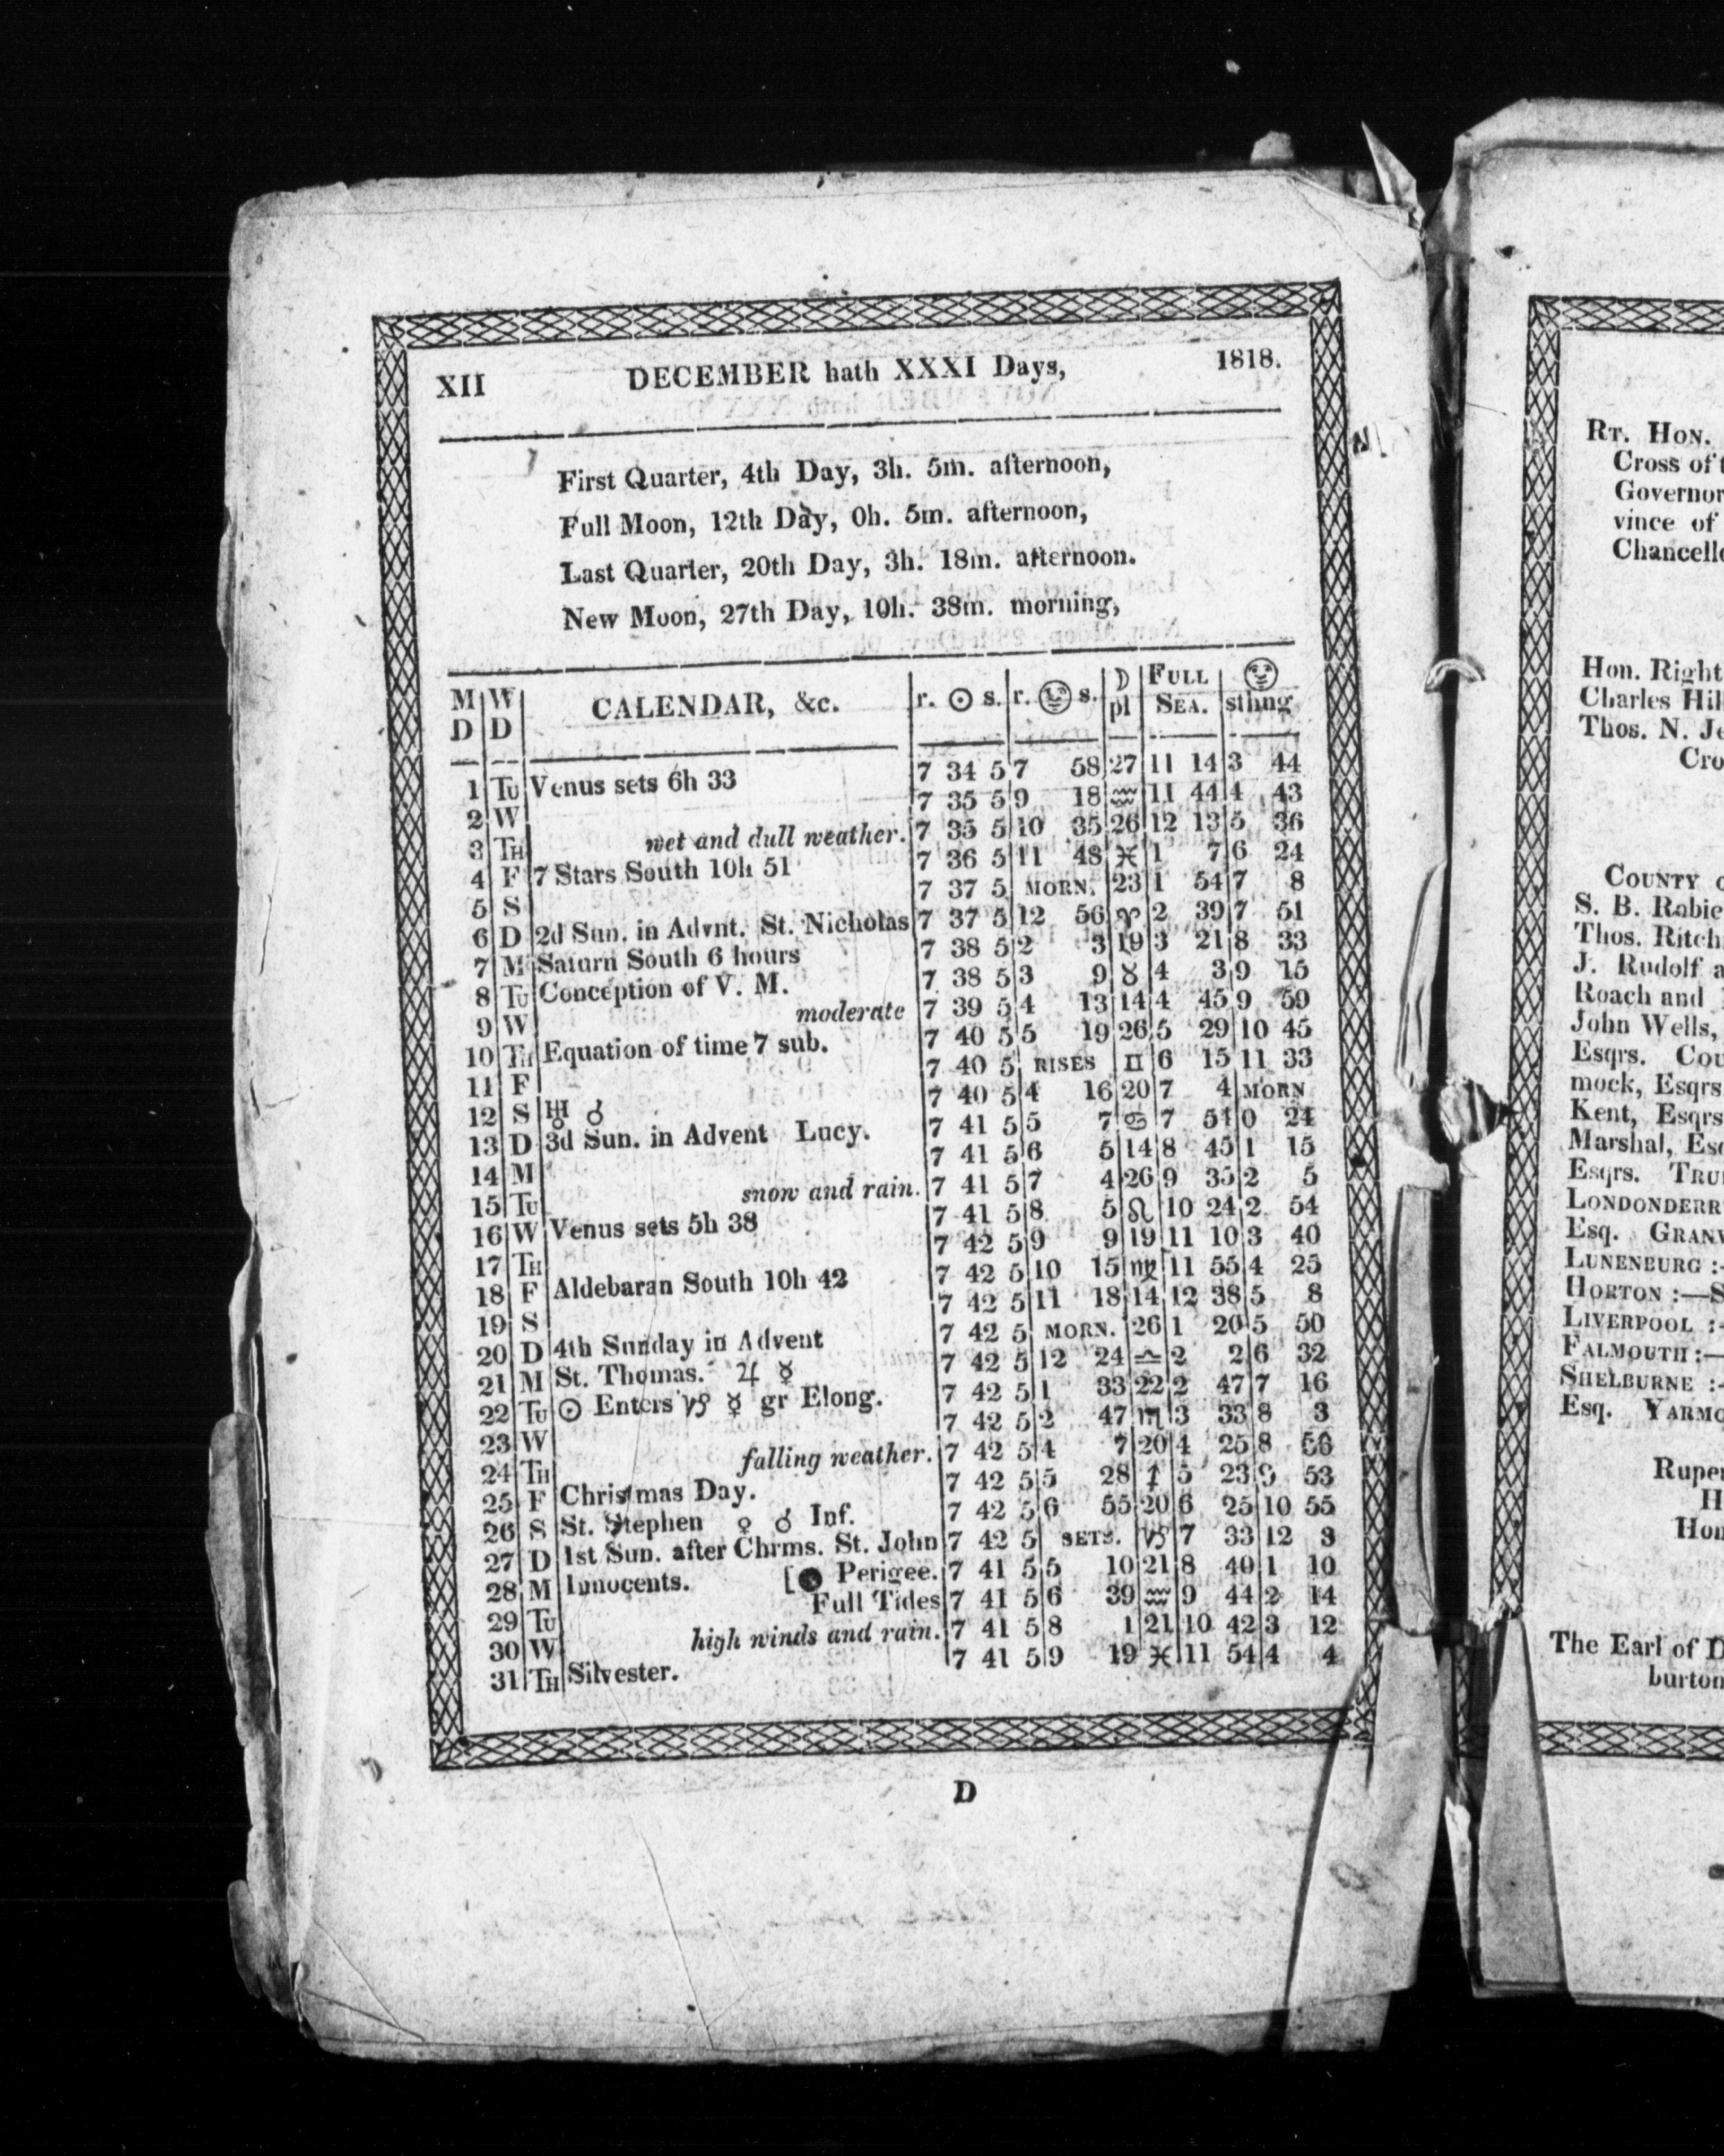 XII DECEMBER hath XXXI Days, 1818.
First Quarter, 4th Day, 3h. 5m. afternoon,
Full Moon, 12th Day, 0h. 5m. afternoon,
Last Quarter, 20th Day, 3h. 18m. afternoon.
New Moon, 27th Day, 10h. 38m. morning,
M W CALENDAR, &c. r. ☉ s. r. s. ☽ FULL
D D pl SEA. sthng
1 TU Venus sets 6h 33 7 34 5 7 58 27 11 14 3 44
2 W 7 35 5 9 18 ♒ 11 44 4 43
3 TH wet and dull weather. 7 35 5 10 35 26 12 13 5 36
4 F 7 Stars South 10h 51 7 36 5 11 48 ♓ 1 7 6 24
5 S 7 37 5 MORN. 23 1 54 7 8
6 D 2d Sun. in Advnt. St. Nicholas 7 37 5 12 56 ♈ 2 39 7 51
7 M Saturn South 6 hours 7 38 5 2 3 19 3 21 8 33
8 TU Conception of V. M. 7 38 5 3 9 ♉ 4 3 9 15
9 W moderate 7 39 5 4 13 14 4 45 9 59
10 TH Equation of time 7 sub. 7 40 5 5 19 26 5 29 10 45
11 F 7 40 5 RISES ♊ 6 15 11 33
12 S ♅ ☌ 7 40 5 4 16 20 7 4 MORN
13 D 3d Sun. in Advent Lucy. 7 41 5 5 7 ♋ 7 54 0 24
14 M 7 41 5 6 5 14 8 45 1 15
15 TU snow and rain. 7 41 5 7 4 26 9 35 2 5
16 W Venus sets 5h 38 7 41 5 8 5 ♌ 10 24 2 54
17 TH 7 42 5 9 9 19 11 10 3 40
18 F Aldebaran South 10h 42 7 42 5 10 15 ♍ 11 55 4 25
19 S 7 42 5 11 18 14 12 38 5 8
20 D 4th Sunday in Advent 7 42 5 MORN. 26 1 20 5 50
21 M St. Thomas. ♃ ☿ 7 42 5 12 24 ♎ 2 2 6 32
22 TU ☉ Enters ♑ ☿ gr Elong. 7 42 5 1 33 22 2 47 7 16
23 W 7 42 5 2 47 ♏ 3 33 8 3
24 TH falling weather. 7 42 5 4 7 20 4 25 8 56
25 F Christmas Day. 7 42 5 5 28 ♐ 5 23 9 53
26 S St. Stephen ♀ ☌ Inf. 7 42 5 6 55 20 6 25 10 55
27 D 1st Sun. after Chrms. St. John 7 42 5 SETS. ♑ 7 33 12 3
28 M Innocents. [● Perigee. 7 41 5 5 10 21 8 40 1 10
29 TU Full Tides 7 41 5 6 39 ♒ 9 44 2 14
30 W high winds and rain. 7 41 5 8 1 21 10 42 3 12
31 TH Silvester. 7 41 5 9 19 ♓ 11 54 4 4
D
RT. HON.
Cross of
Governor
vince of
Chancell
Hon. Right
Charles Hil
Thos. N. Je
Cro
COUNTY
S. B. Robie
Thos. Ritch
J. Rudolf a
Roach and
John Wells,
Esqrs. Cou
mock, Esqrs
Kent, Esqrs
Marshal, Es
Esqrs. TRU
LONDONDERR
Esq. GRANV
LUNENBURG :
HORTON :—S
LIVERPOOL :
FALMOUTH :—
SHELBURNE :
Esq. YARMO
Ruper
H
Hon
The Earl of D
burton